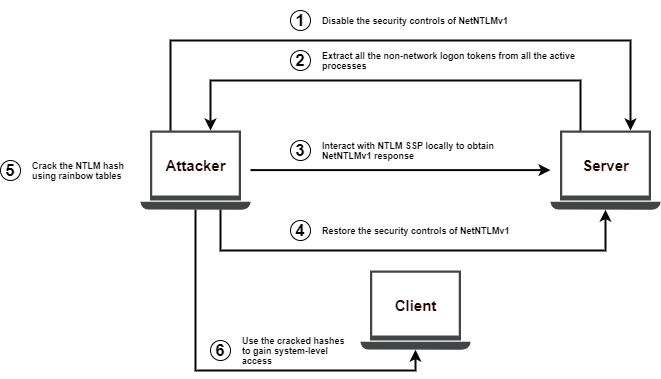 1 Disable the security controls of NetNTLMv1
2 Extract all the non-network logon tokens from all the active
processes
3 Interact with NTLM SSP locally to obtain
NetNTLMv1 response
5 Crack the NTLM hash
using rainbow tables
Attacker
Server
4 Restore the security controls of NetNTLMv1
Client
6 Use the cracked hashes
to gain system-level
access